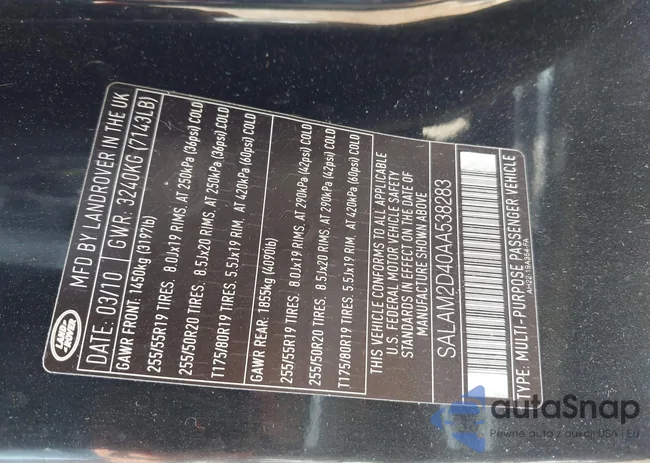 LAND-
ROVER
MFD BY LANDROVER IN THE UK
DATE: 03/10 GWR: 3240KG (7143LB)
GAWR FRONT: 1450kg (3197lb)
255/55R19 TIRES. 8.0Jx19 RIMS. AT 250kPa (36psi) COLD
255/50R20 TIRES. 8.5Jx20 RIMS. AT 250kPa (36psi) COLD
T175/80R19 TIRES. 5.5Jx19 RIM AT 420kPa (60psi) COLD
GAWR REAR: 1855kg (4090lb)
255/55R19 TIRES. 8.0Jx19 RIMS. AT 290kPa (42psi) COLD
255/50R20 TIRES. 8.5Jx20 RIMS. AT 290kPa (42psi) COLD
T175/80R19 TIRES. 5.5Jx19 RIM AT 420kPa (60psi) COLD
THIS VEHICLE CONFORMS TO ALL APPLICABLE
U.S. FEDERAL MOTOR VEHICLE SAFETY
STANDARDS IN EFFECT ON THE DATE OF
MANUFACTURE SHOWN ABOVE
SALAM2D40AA538283
TYPE: MULTI-PURPOSE PASSENGER VEHICLE
AH22-19A354-FA
autaSnap
Pewne auta z aukcji USA i EU